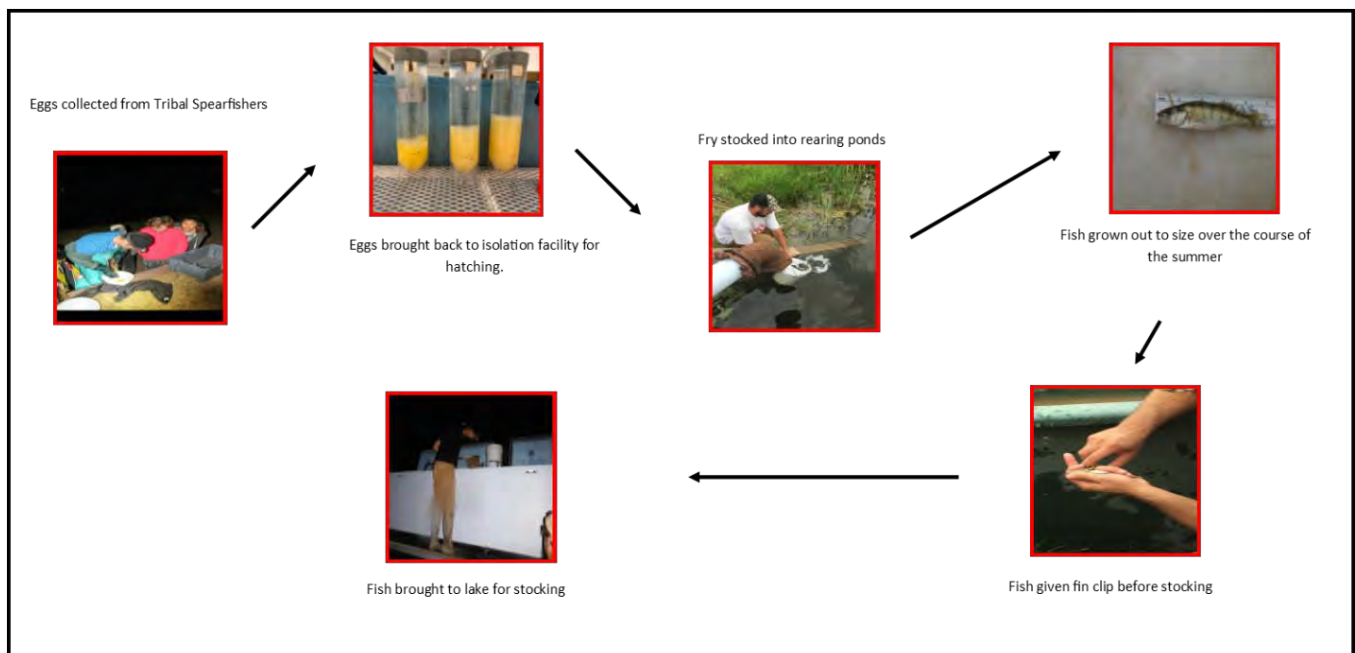 Eggs collected from Tribal Spearfishers
Eggs brought back to isolation facility for
hatching.
Fry stocked into rearing ponds
Fish grown out to size over the course of
the summer
Fish given fin clip before stocking
Fish brought to lake for stocking